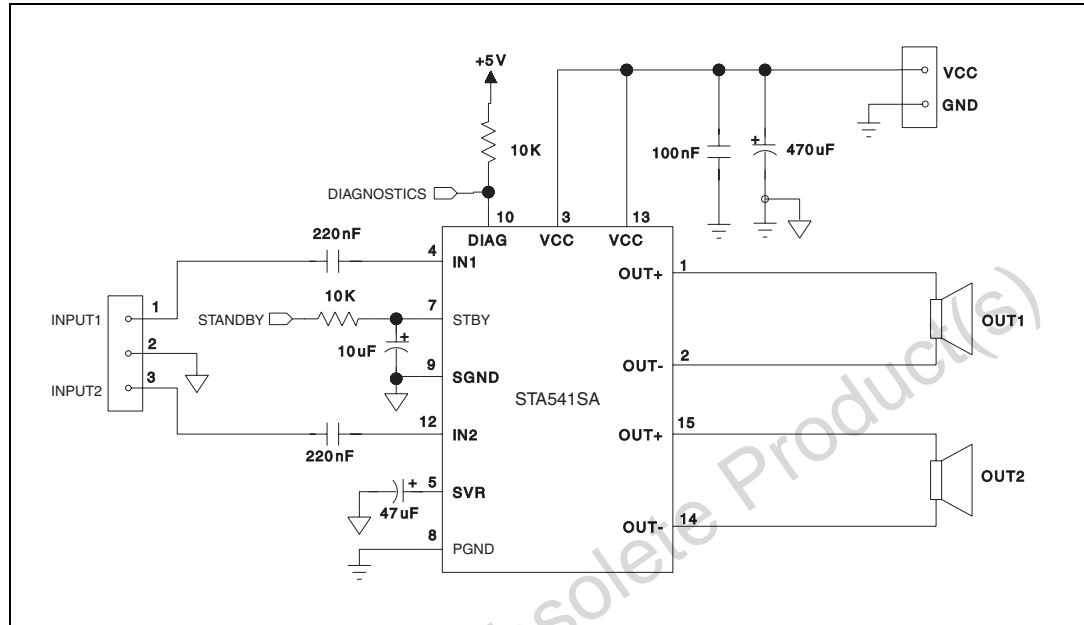 +5V
VCC
GND
10K
100nF
470uF
+
DIAGNOSTICS
10
3
13
220nF
DIAG
VCC
VCC
4
IN1
OUT+
1
10K
1
INPUT1
STANDBY
7
STBY
OUT1
+
10uF
2
9
SGND
OUT-
2
3
INPUT2
STA541SA
12
IN2
OUT+
15
220nF
+
5
SVR
OUT2
47uF
OUT-
14
8
PGND
solete Product(s)